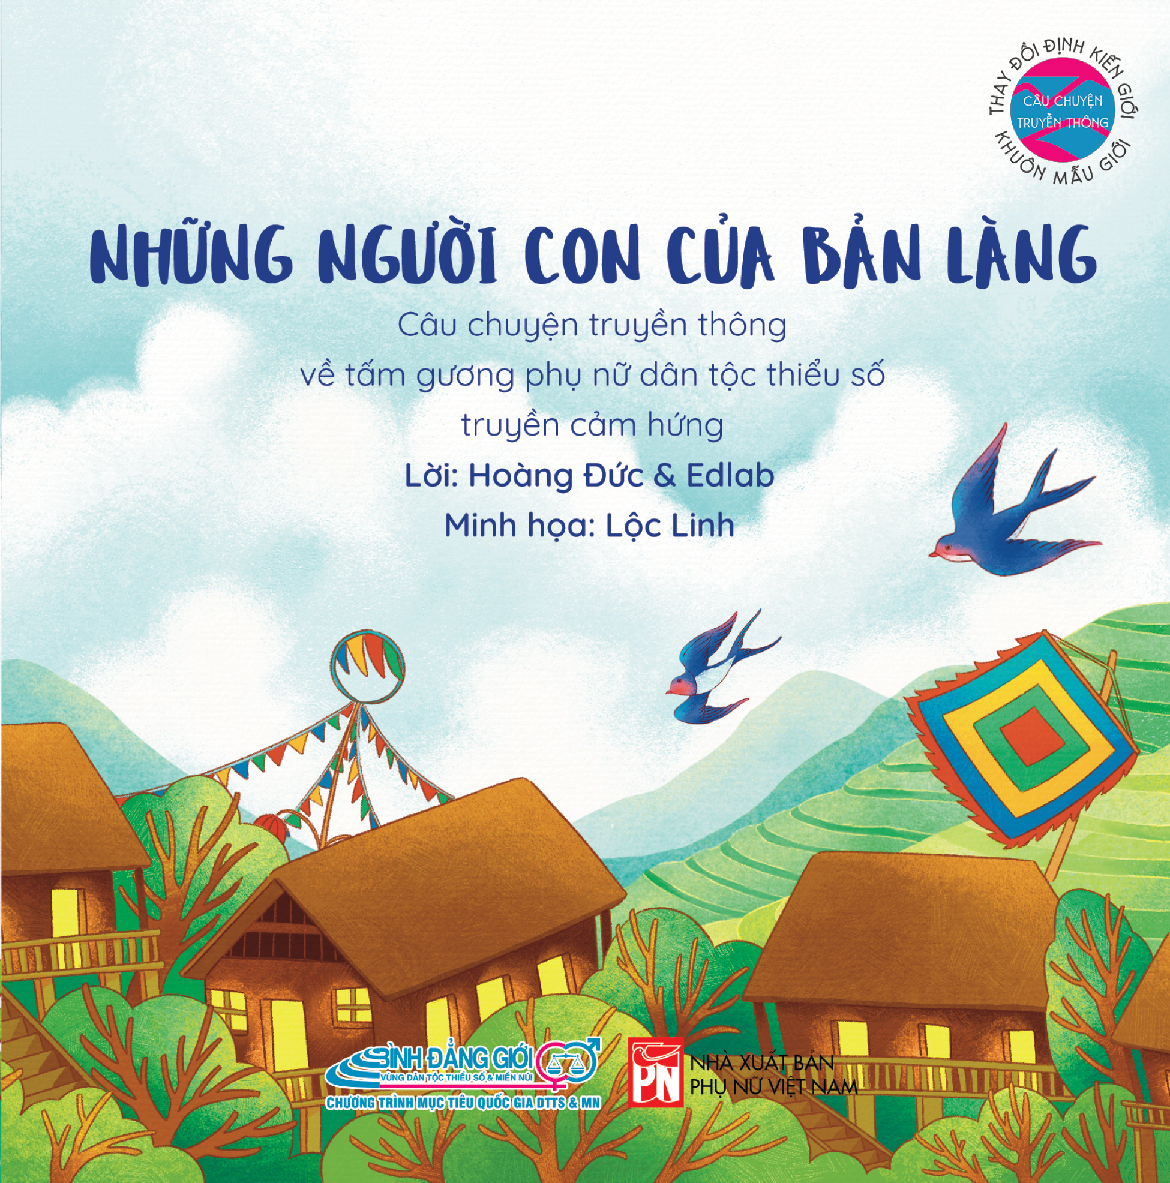 THAY ĐỔI ĐỊNH KIẾN GIỚI
CÂU CHUYỆN
TRUYỀN THÔNG
KHUÔN MẪU GIỚI
NHỮNG NGƯỜI CON CỦA BẢN LÀNG
Câu chuyện truyền thông
về tấm gương phụ nữ dân tộc thiểu số
truyền cảm hứng
Lời: Hoàng Đức & Edlab
Minh họa: Lộc Linh
BÌNH ĐẲNG GIỚI
VÙNG DÂN TỘC THIỂU SỐ & MIỀN NÚI
CHƯƠNG TRÌNH MỤC TIÊU QUỐC GIA DTTS & MN
PN
NHÀ XUẤT BẢN
PHỤ NỮ VIỆT NAM